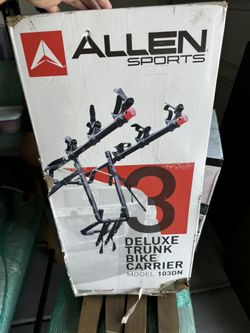 ALLEN
SPORTS
3
DELUXE
TRUNK
BIKE
CARRIER
MODEL 103DN